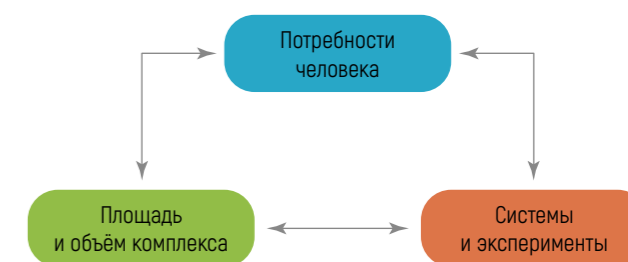 Потребности
человека
Площадь
и объём комплекса
Системы
и эксперименты